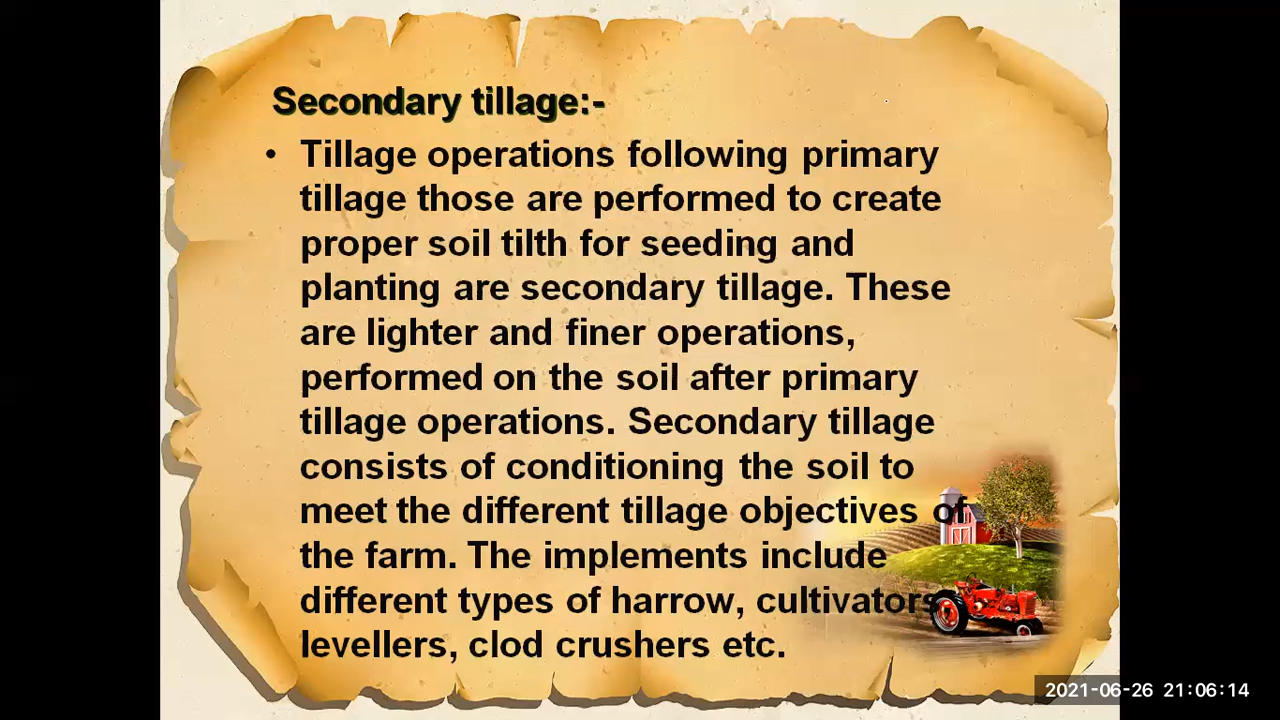 Secondary tillage:-
• Tillage operations following primary
tillage those are performed to create
proper soil tilth for seeding and
planting are secondary tillage. These
are lighter and finer operations,
performed on the soil after primary
tillage operations. Secondary tillage
consists of conditioning the soil to
meet the different tillage objectives of
the farm. The implements include
different types of harrow, cultivators,
levellers, clod crushers etc.
2021-06-26 21:06:14